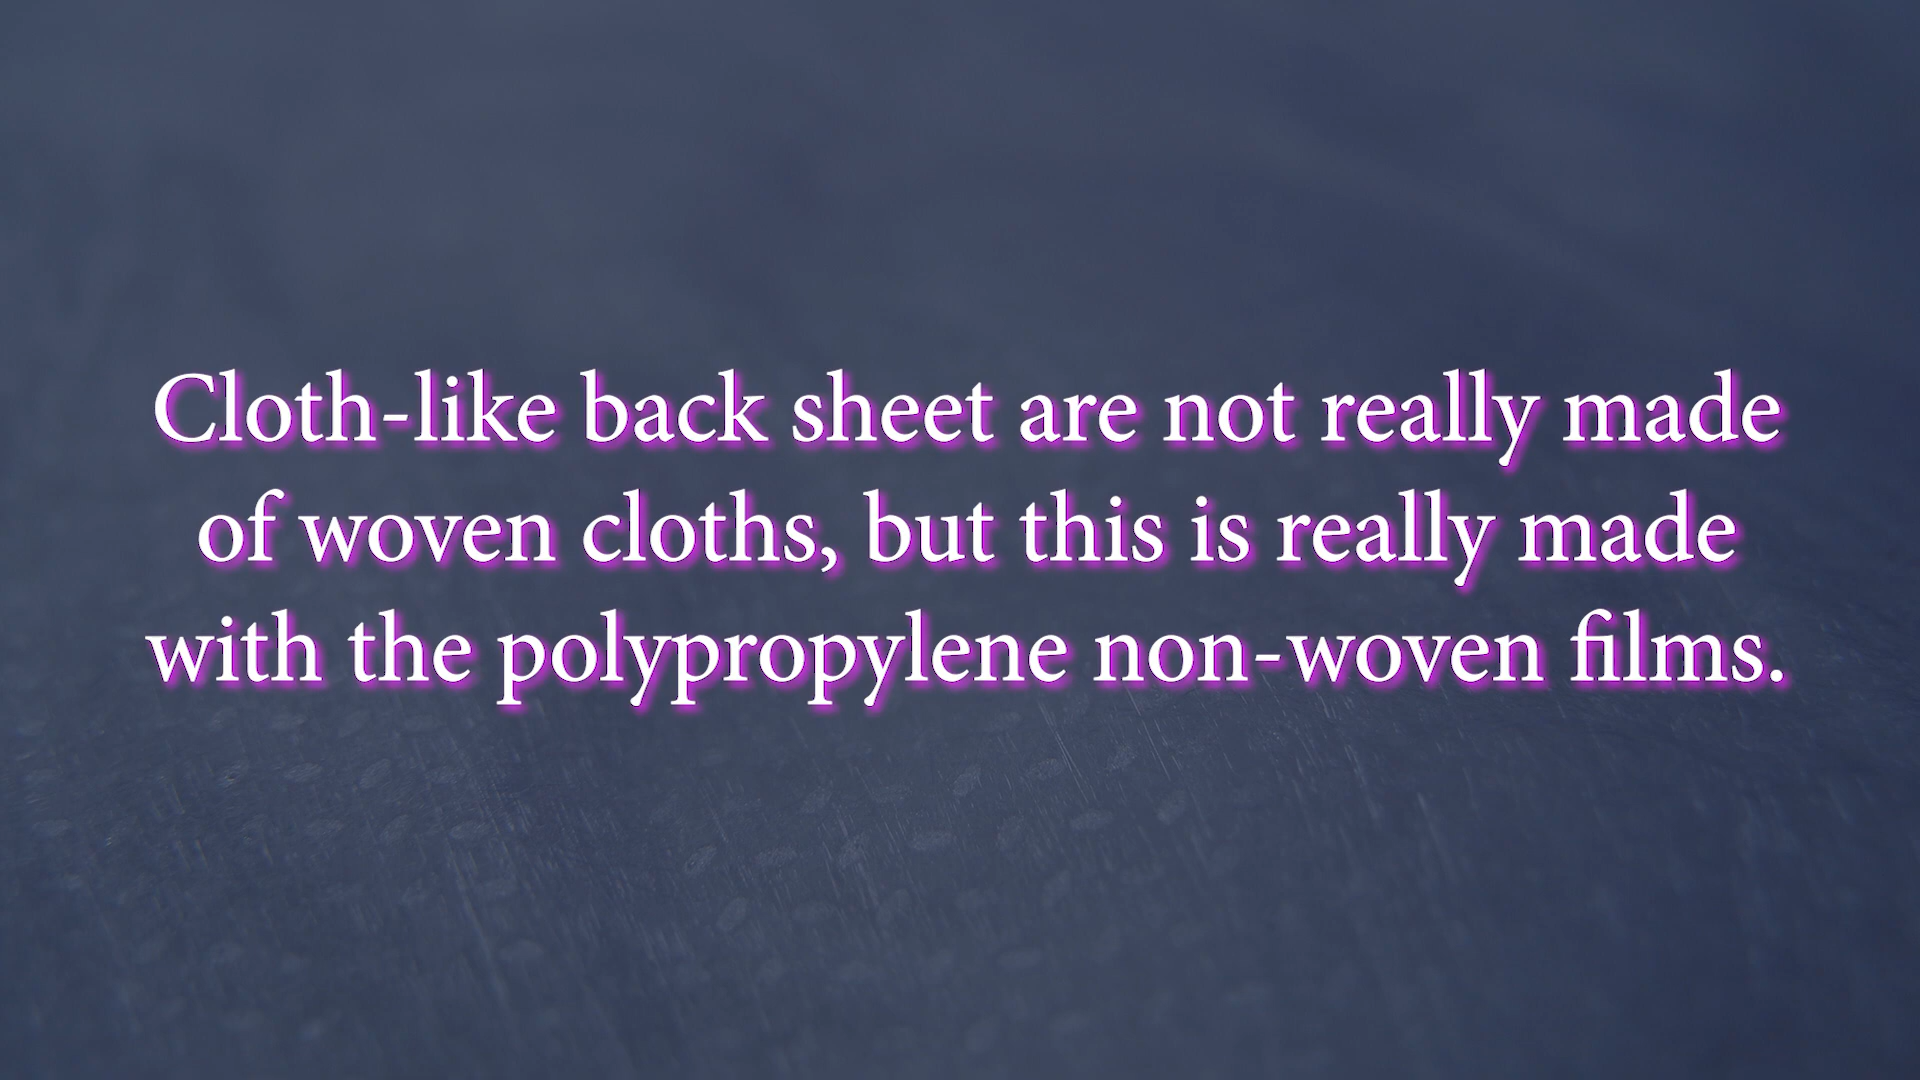 Cloth-like back sheet are not really made
of woven cloths, but this is really made
with the polypropylene non-woven films.